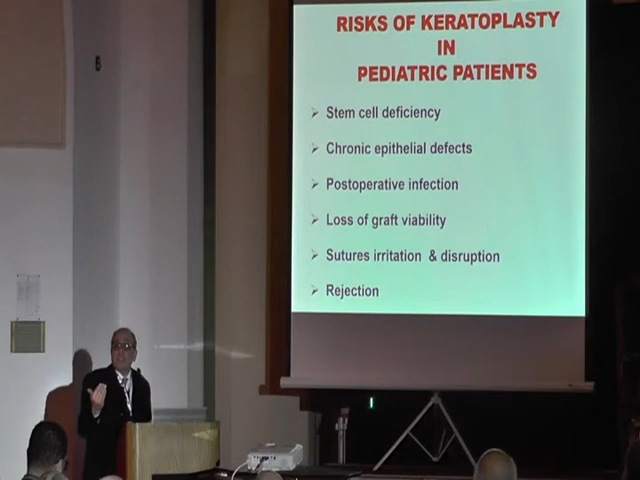 RISKS OF KERATOPLASTY
IN
PEDIATRIC PATIENTS
➢ Stem cell deficiency
➢ Chronic epithelial defects
➢ Postoperative infection
➢ Loss of graft viability
➢ Sutures irritation & disruption
➢ Rejection